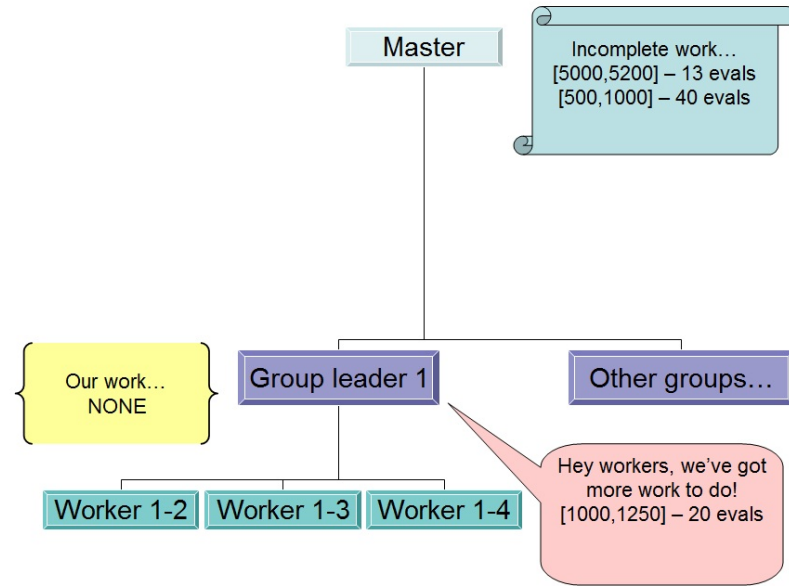 Master
Incomplete work…
[5000,5200] – 13 evals
[500,1000] – 40 evals
Our work…
NONE
Group leader 1
Other groups…
Hey workers, we’ve got
more work to do!
[1000,1250] – 20 evals
Worker 1-2
Worker 1-3
Worker 1-4